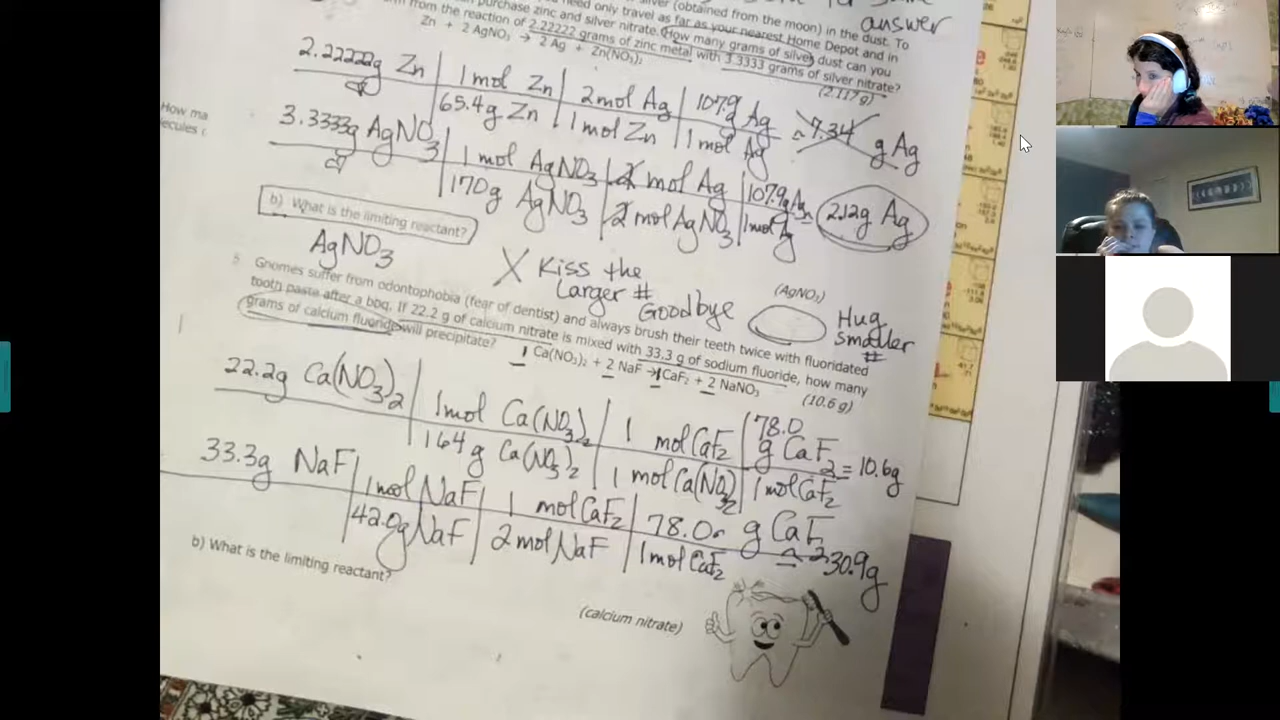 answer
silver (obtained from the moon) in the dust. To
need only travel as far as your nearest Home Depot and in
purchase zinc and silver nitrate. How many grams of silver dust can you
from the reaction of 2.22222 grams of zinc metal with 3.3333 grams of silver nitrate?
Zn + 2 AgNO₃ → 2 Ag + Zn(NO₃)₂
(2.117g)
2.22222g Zn | 1 mol Zn | 2 mol Ag | 107.9 g Ag = 7.34 g Ag
65.4g Zn | 1 mol Zn | 1 mol Ag
3.3333g AgNO₃ | 1 mol AgNO₃ | 2 mol Ag | 107.9g Ag = 2.12g Ag
170g AgNO₃ | 2 mol AgNO₃ | 1 mol Ag
How ma
b) What is the limiting reactant?
AgNO₃
X Kiss the
Larger #
Goodbye
(AgNO₃)
Hug
Smaller
#
5 Gnomes suffer from odontophobia (fear of dentist) and always brush their teeth twice with fluoridated
tooth pasta after a bbq. If 22.2 g of calcium nitrate is mixed with 33.3 g of sodium fluoride, how many
grams of calcium fluoride will precipitate?
1 Ca(NO₃)₂ + 2 NaF → 1 CaF₂ + 2 NaNO₃
(10.6 g)
22.2g Ca(NO₃)₂ | 1 mol Ca(NO₃)₂ | 1 mol CaF₂ | 78.0 g CaF₂ = 10.6g
164 g Ca(NO₃)₂ | 1 mol Ca(NO₃)₂ | 1 mol CaF₂
33.3g NaF | 1 mol NaF | 1 mol CaF₂ | 78.0 g CaF₂ = 30.9g
42.0g NaF | 2 mol NaF | 1 mol CaF₂
b) What is the limiting reactant?
(calcium nitrate)